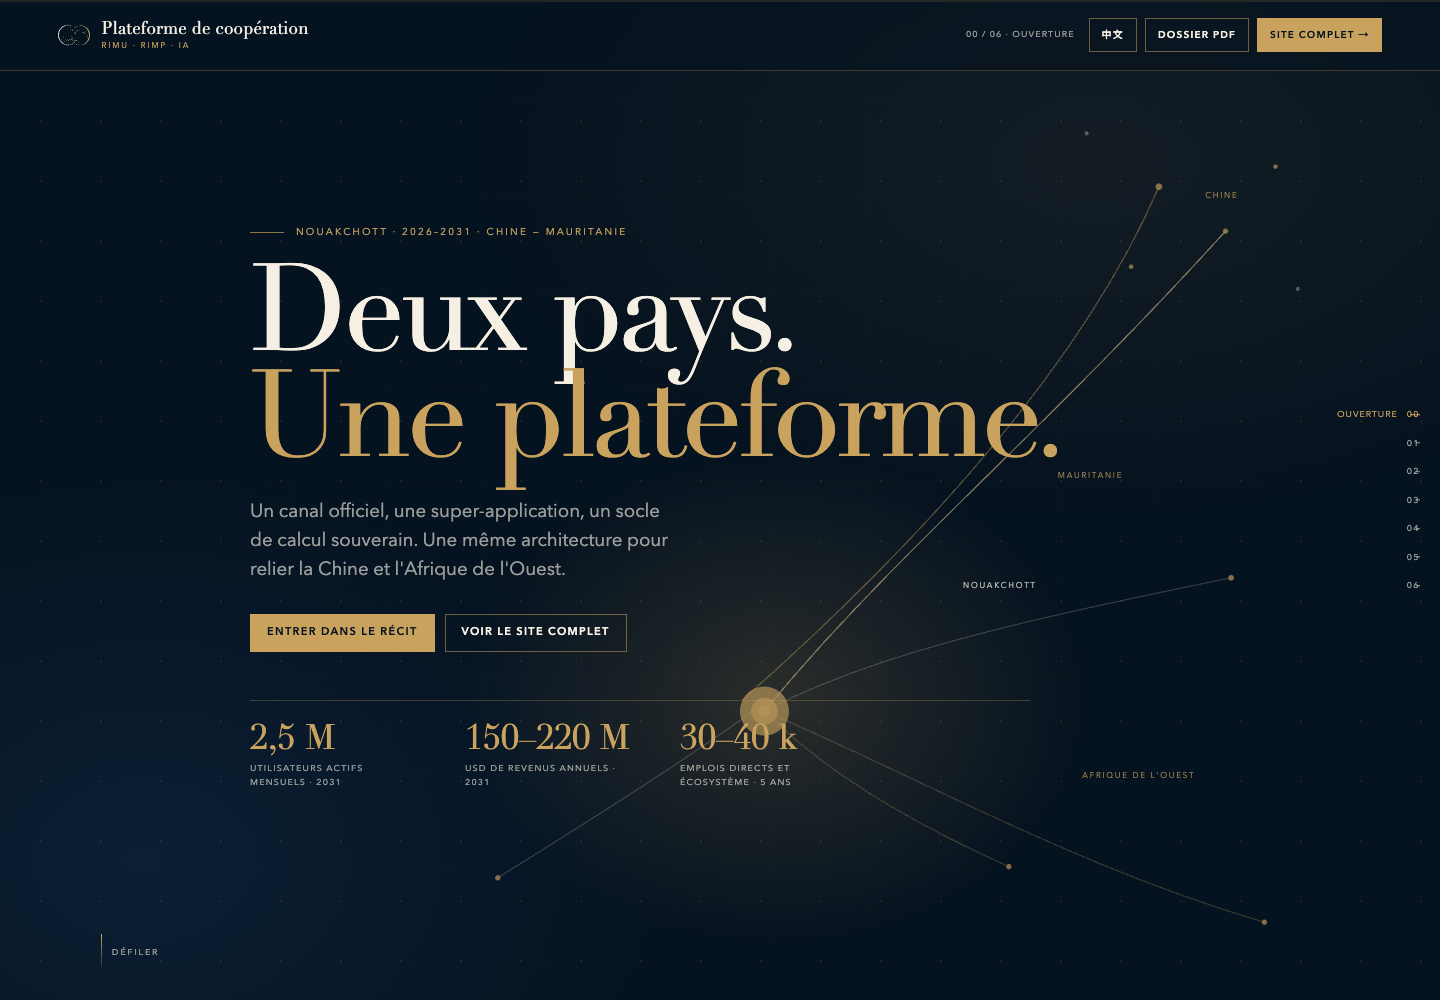 Plateforme de coopération
RIMU · RIMP · IA
00 / 06 · OUVERTURE
中文
DOSSIER PDF
SITE COMPLET →
CHINE
NOUAKCHOTT · 2026–2031 · CHINE — MAURITANIE
Deux pays.
Une plateforme.
OUVERTURE 00
01
02
03
04
05
06
MAURITANIE
Un canal officiel, une super-application, un socle
de calcul souverain. Une même architecture pour
relier la Chine et l'Afrique de l'Ouest.
NOUAKCHOTT
ENTRER DANS LE RÉCIT
VOIR LE SITE COMPLET
2,5 M
UTILISATEURS ACTIFS
MENSUELS · 2031
150–220 M
USD DE REVENUS ANNUELS ·
2031
30–40 k
EMPLOIS DIRECTS ET
ÉCOSYSTÈME · 5 ANS
AFRIQUE DE L'OUEST
DÉFILER